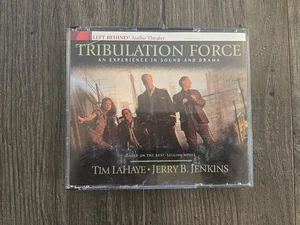 LEFT BEHIND® Audio Theater
TRIBULATION FORCE
AN EXPERIENCE IN SOUND AND DRAMA
BASED ON THE BEST-SELLING NOVEL
TIM LAHAYE • JERRY B. JENKINS